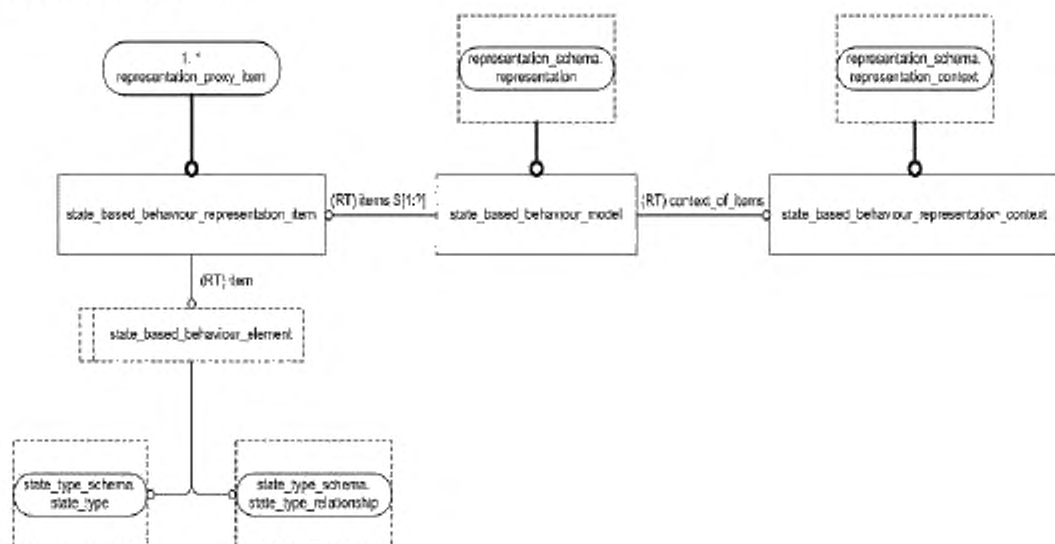 1. *
representation_proxy_item
representation_schema.
representation
representation_schema.
representation_context
state_based_behaviour_representation_item
(RT) items S[1:?]
state_based_behaviour_model
(RT) context_of_items
state_based_behaviour_representation_context
(RT) item
state_based_behaviour_element
state_type_schema.
state_type
state_type_schema.
state_type_relationship